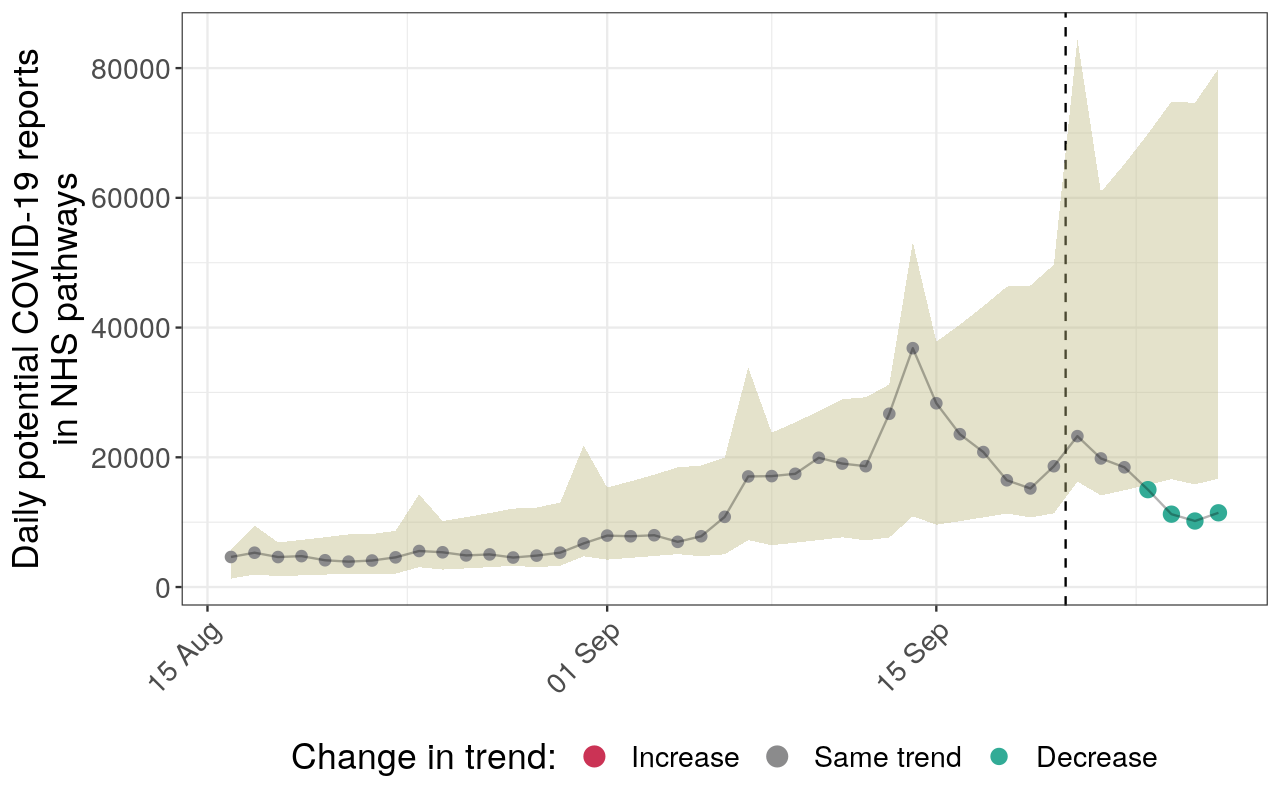 Daily potential COVID-19 reports
in NHS pathways
80000
60000
40000
20000
0
15 Aug
01 Sep
15 Sep
Change in trend:
Increase
Same trend
Decrease